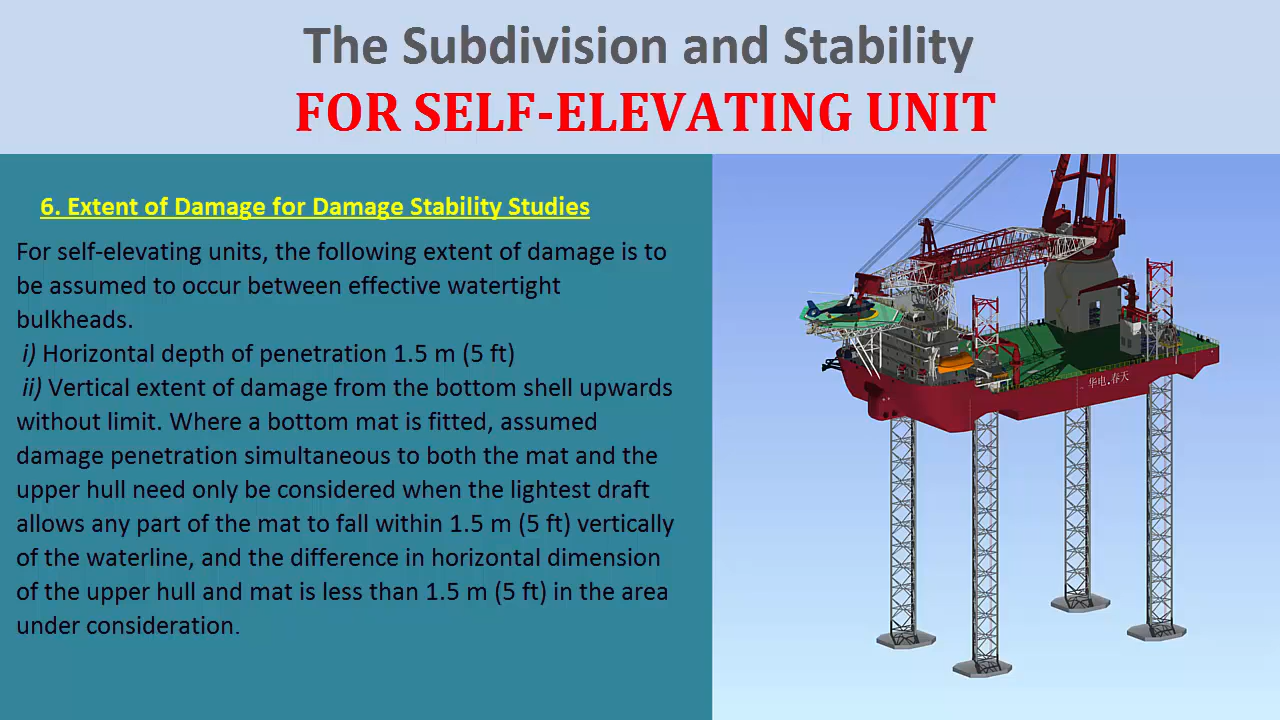 The Subdivision and Stability
FOR SELF-ELEVATING UNIT
6. Extent of Damage for Damage Stability Studies
For self-elevating units, the following extent of damage is to
be assumed to occur between effective watertight
bulkheads.
i) Horizontal depth of penetration 1.5 m (5 ft)
ii) Vertical extent of damage from the bottom shell upwards
without limit. Where a bottom mat is fitted, assumed
damage penetration simultaneous to both the mat and the
upper hull need only be considered when the lightest draft
allows any part of the mat to fall within 1.5 m (5 ft) vertically
of the waterline, and the difference in horizontal dimension
of the upper hull and mat is less than 1.5 m (5 ft) in the area
under consideration.
华电.春天